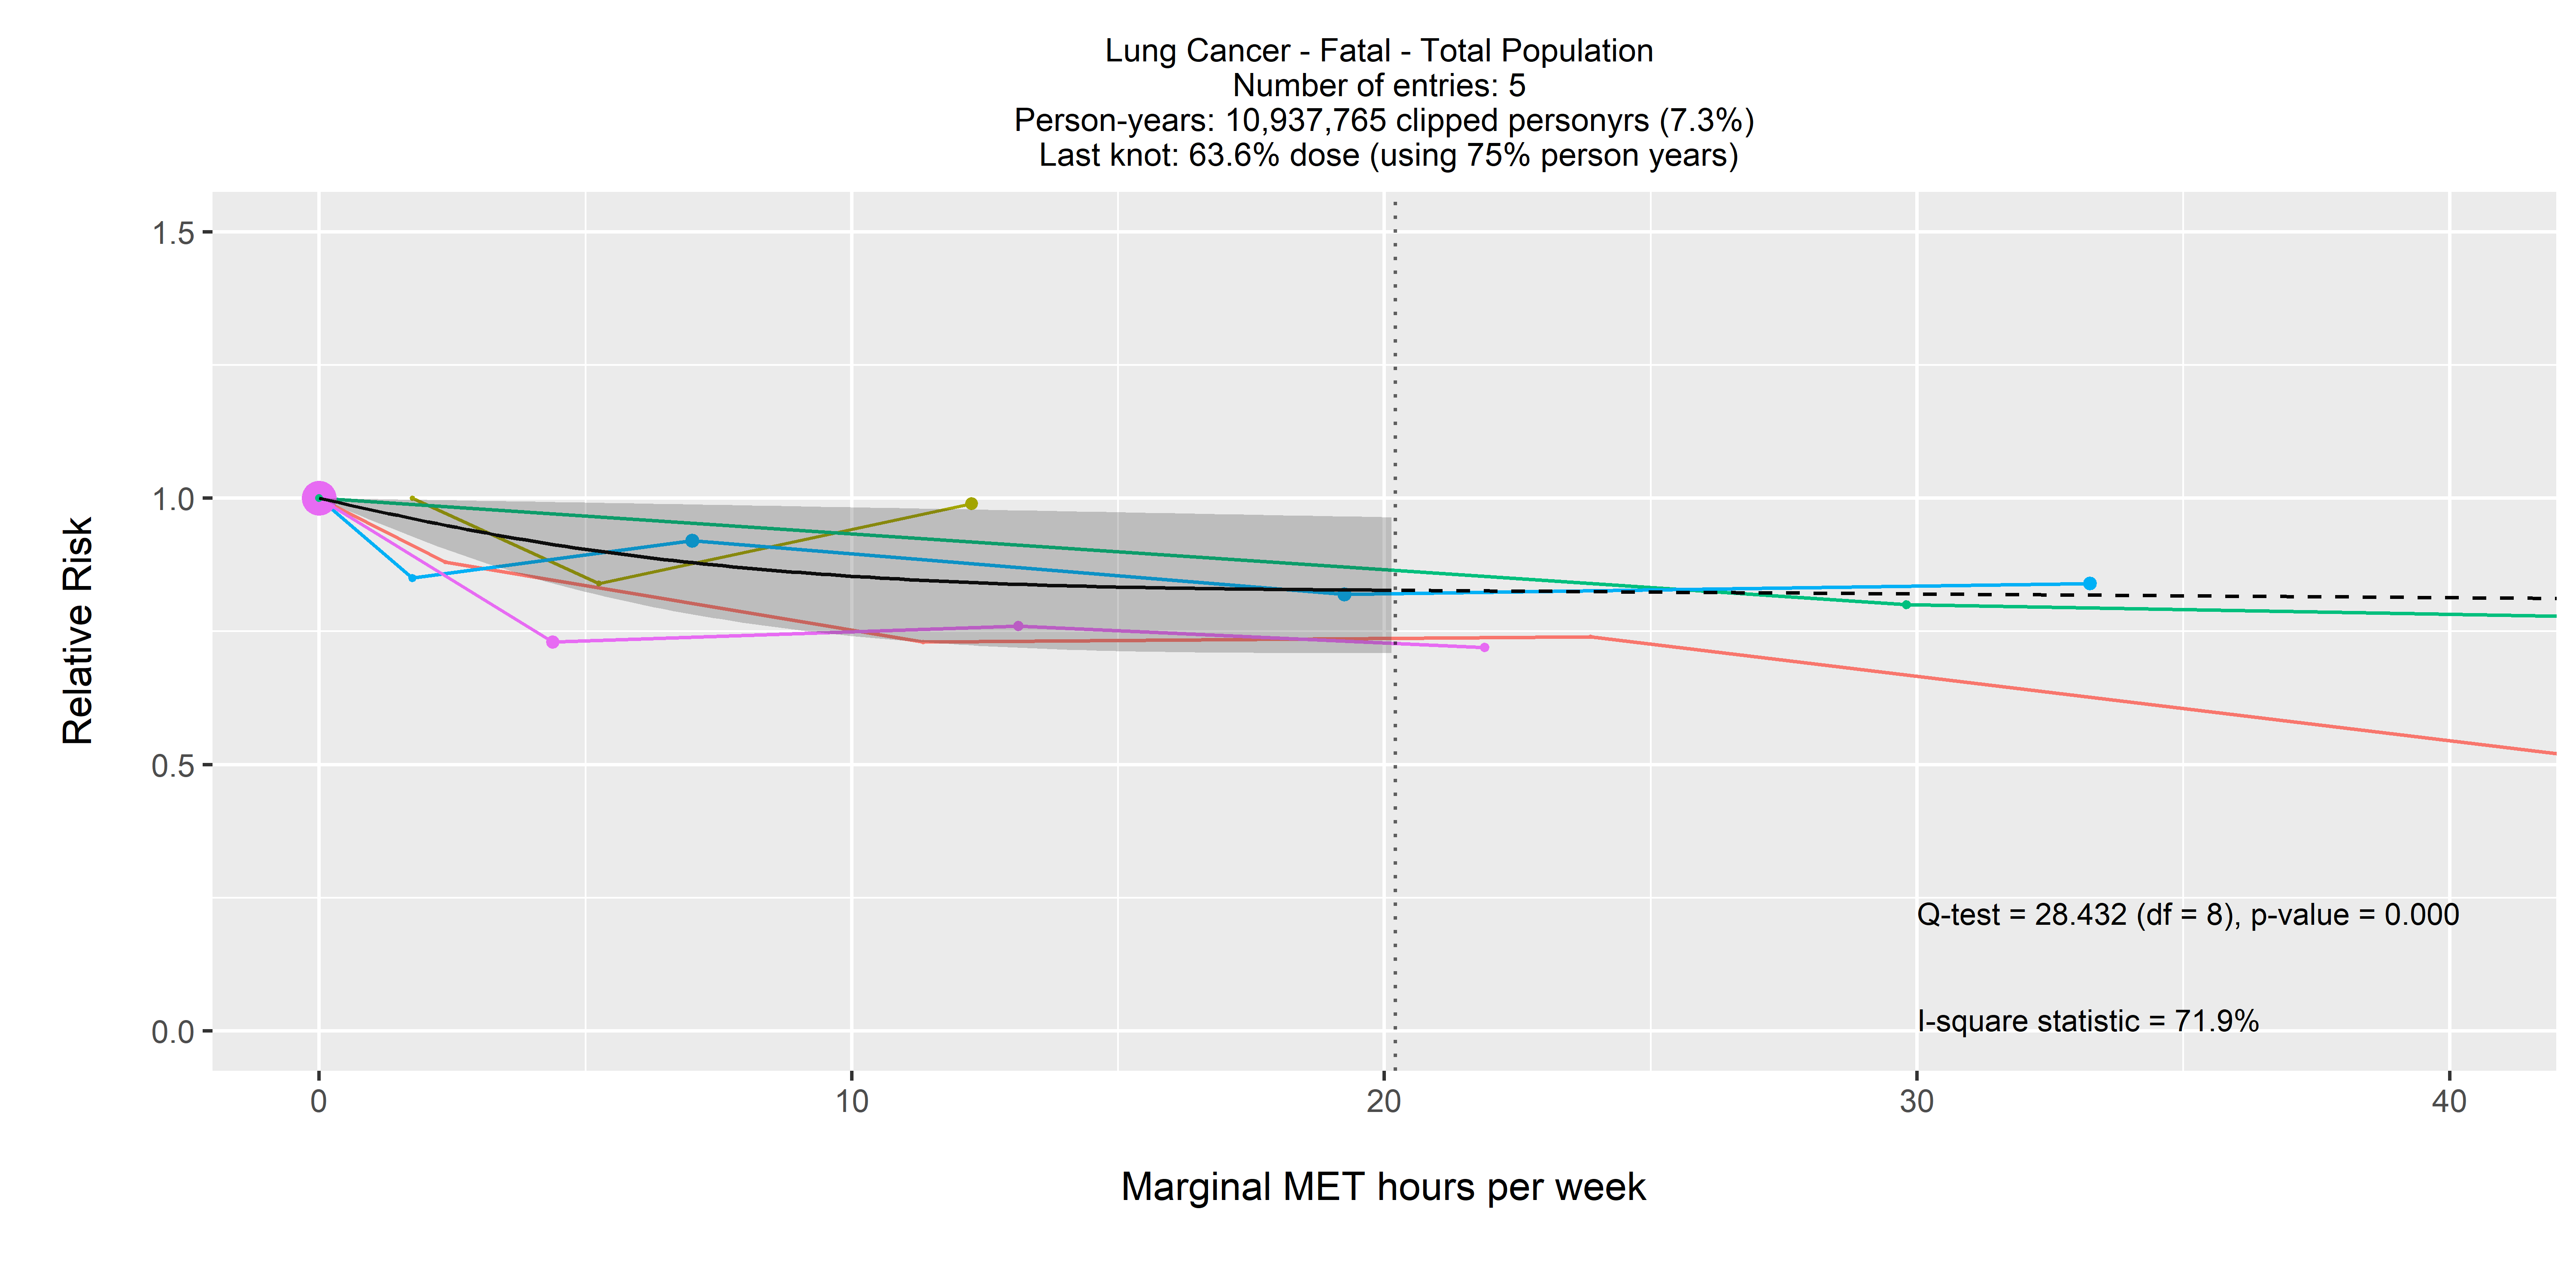 Lung Cancer - Fatal - Total Population
Number of entries: 5
Person-years: 10,937,765 clipped personyrs (7.3%)
Last knot: 63.6% dose (using 75% person years)
1.5
1.0
0.5
0.0
Relative Risk
Q-test = 28.432 (df = 8), p-value = 0.000
I-square statistic = 71.9%
0 10 20 30 40
Marginal MET hours per week